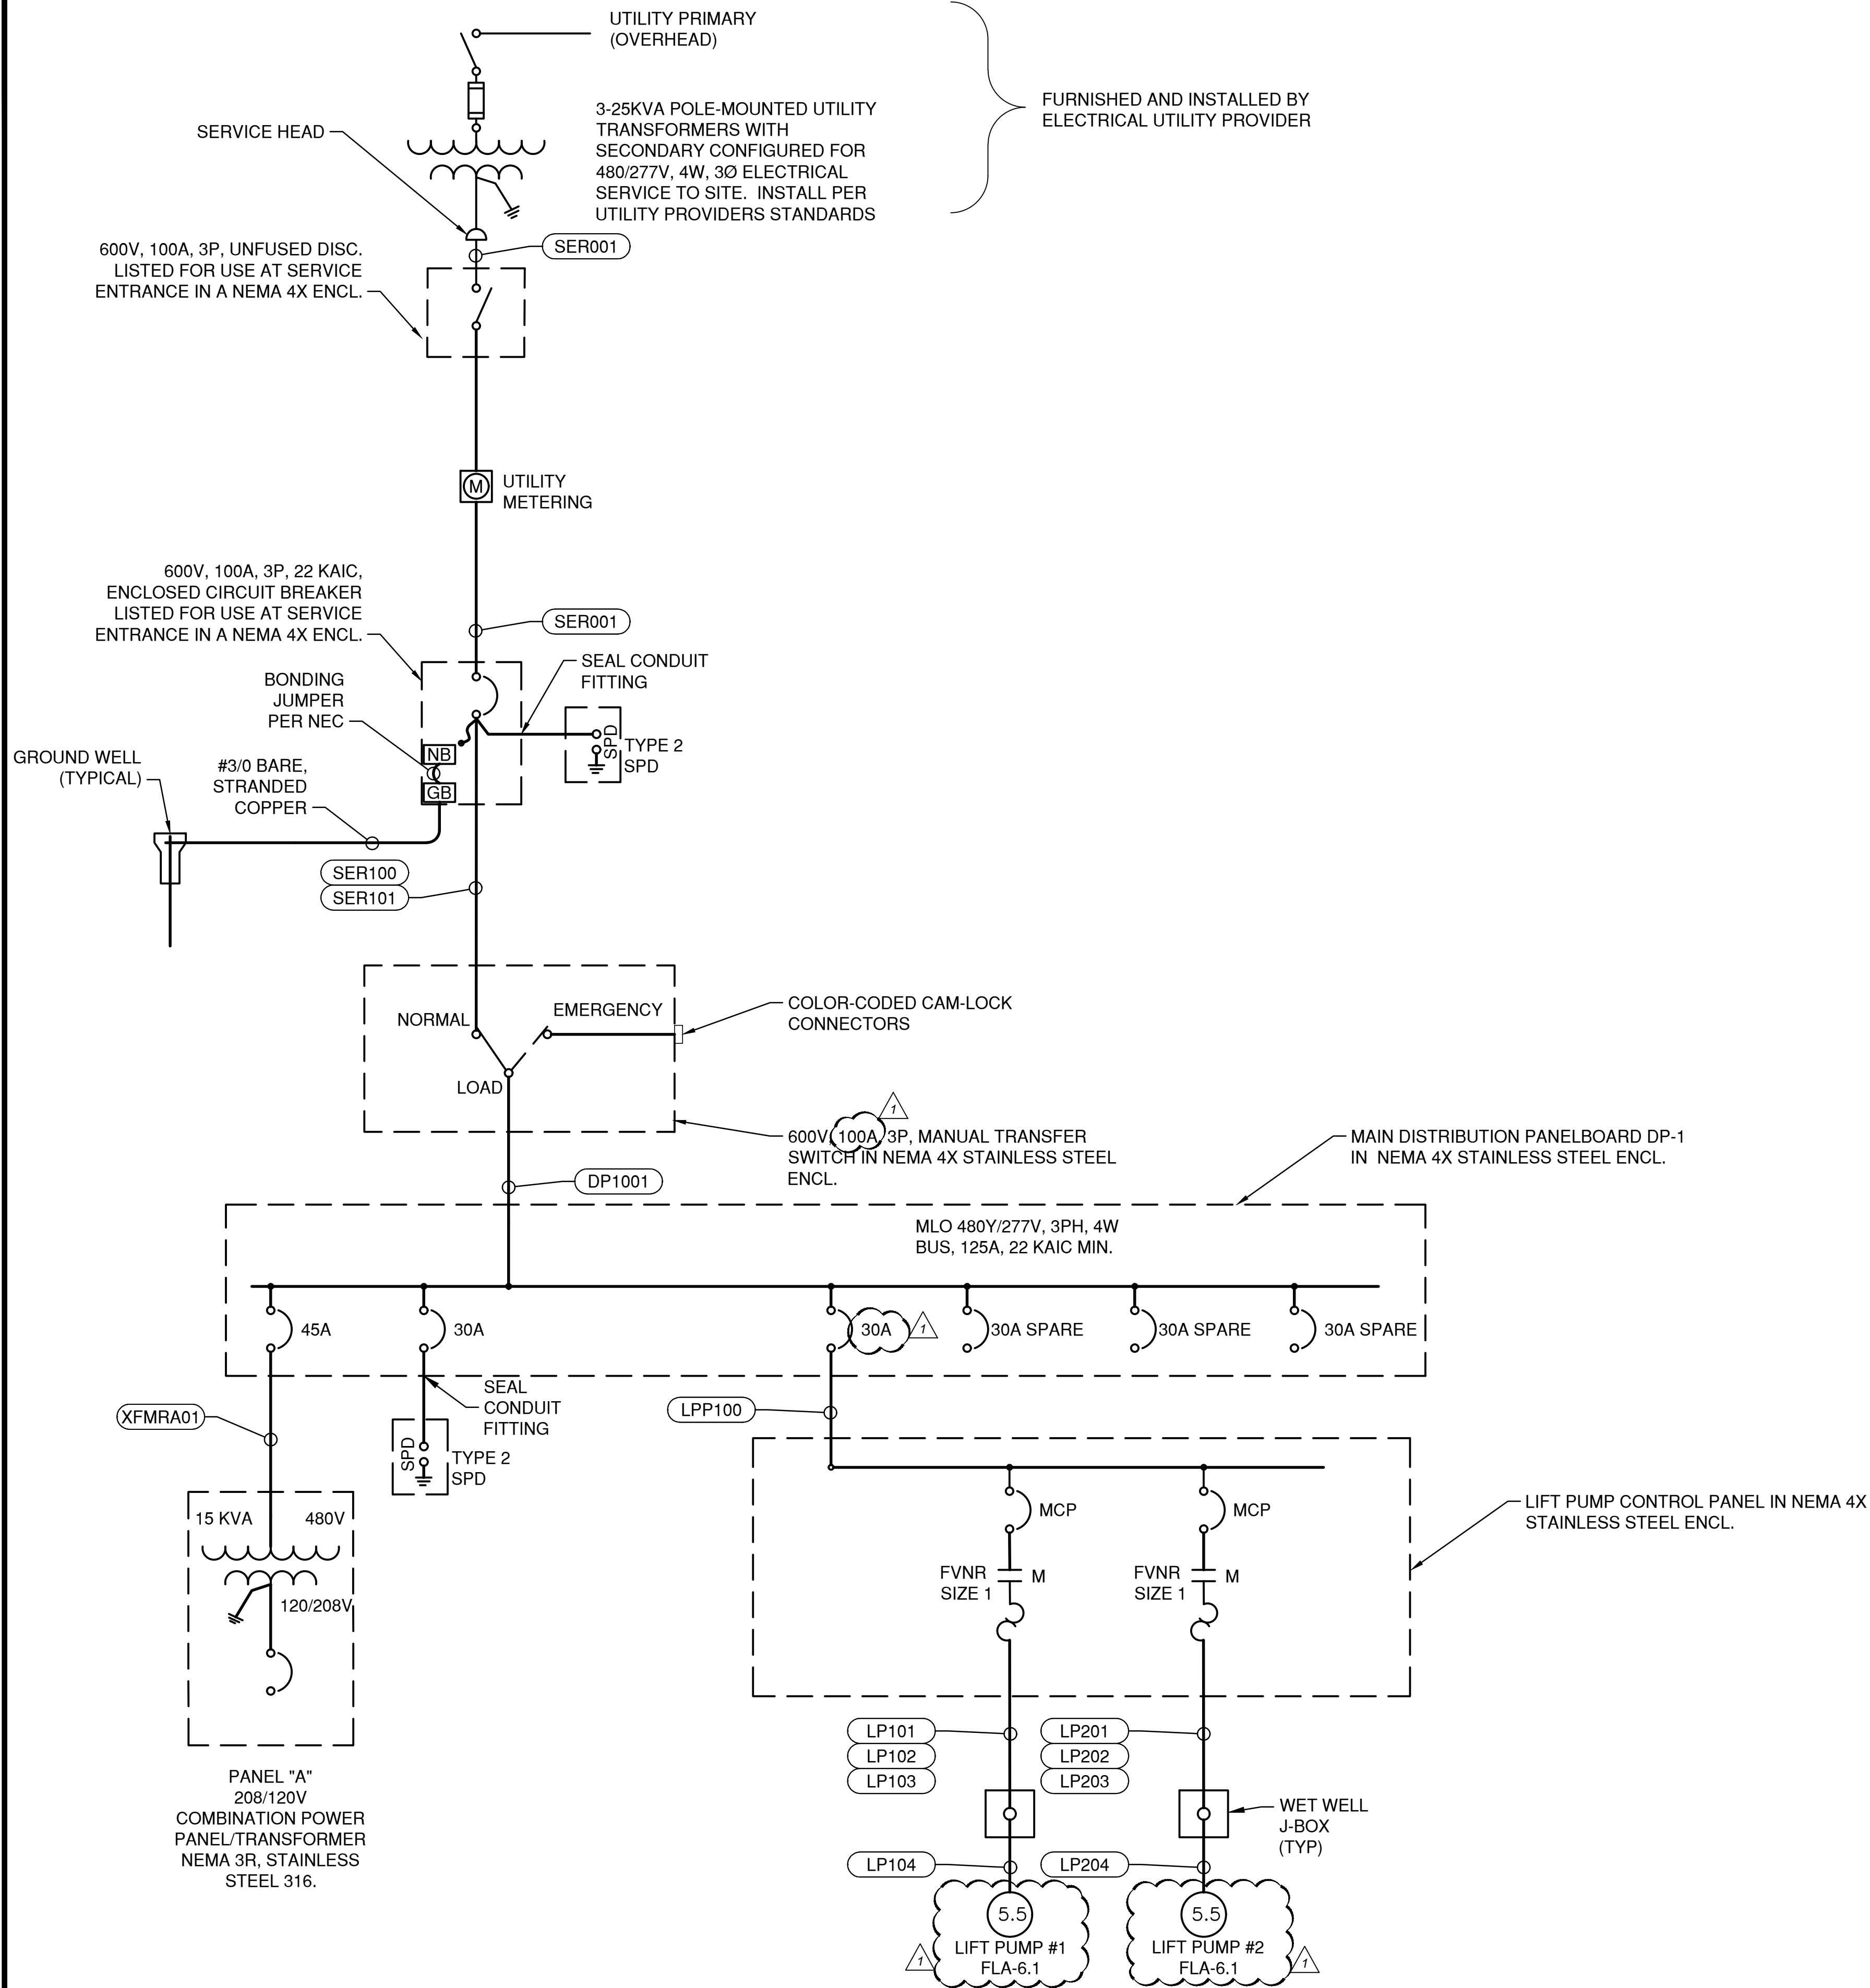 UTILITY PRIMARY
(OVERHEAD)
3-25KVA POLE-MOUNTED UTILITY
TRANSFORMERS WITH
SECONDARY CONFIGURED FOR
480/277V, 4W, 3Ø ELECTRICAL
SERVICE TO SITE. INSTALL PER
UTILITY PROVIDERS STANDARDS
FURNISHED AND INSTALLED BY
ELECTRICAL UTILITY PROVIDER
SERVICE HEAD
SER001
600V, 100A, 3P, UNFUSED DISC.
LISTED FOR USE AT SERVICE
ENTRANCE IN A NEMA 4X ENCL.
M
UTILITY
METERING
600V, 100A, 3P, 22 KAIC,
ENCLOSED CIRCUIT BREAKER
LISTED FOR USE AT SERVICE
ENTRANCE IN A NEMA 4X ENCL.
SER001
SEAL CONDUIT
FITTING
BONDING
JUMPER
PER NEC
NB
GB
SPD
TYPE 2
SPD
GROUND WELL
(TYPICAL)
#3/0 BARE,
STRANDED
COPPER
SER100
SER101
NORMAL
EMERGENCY
LOAD
COLOR-CODED CAM-LOCK
CONNECTORS
1
600V, 100A, 3P, MANUAL TRANSFER
SWITCH IN NEMA 4X STAINLESS STEEL
ENCL.
MAIN DISTRIBUTION PANELBOARD DP-1
IN NEMA 4X STAINLESS STEEL ENCL.
DP1001
MLO 480Y/277V, 3PH, 4W
BUS, 125A, 22 KAIC MIN.
45A
30A
30A
1
30A SPARE
30A SPARE
30A SPARE
XFMRA01
SEAL
CONDUIT
FITTING
SPD
TYPE 2
SPD
LPP100
15 KVA
480V
120/208V
MCP
MCP
FVNR
SIZE 1
M
FVNR
SIZE 1
M
LIFT PUMP CONTROL PANEL IN NEMA 4X
STAINLESS STEEL ENCL.
PANEL "A"
208/120V
COMBINATION POWER
PANEL/TRANSFORMER
NEMA 3R, STAINLESS
STEEL 316.
LP101
LP102
LP103
LP201
LP202
LP203
WET WELL
J-BOX
(TYP)
LP104
LP204
5.5
LIFT PUMP #1
FLA-6.1
1
5.5
LIFT PUMP #2
FLA-6.1
1